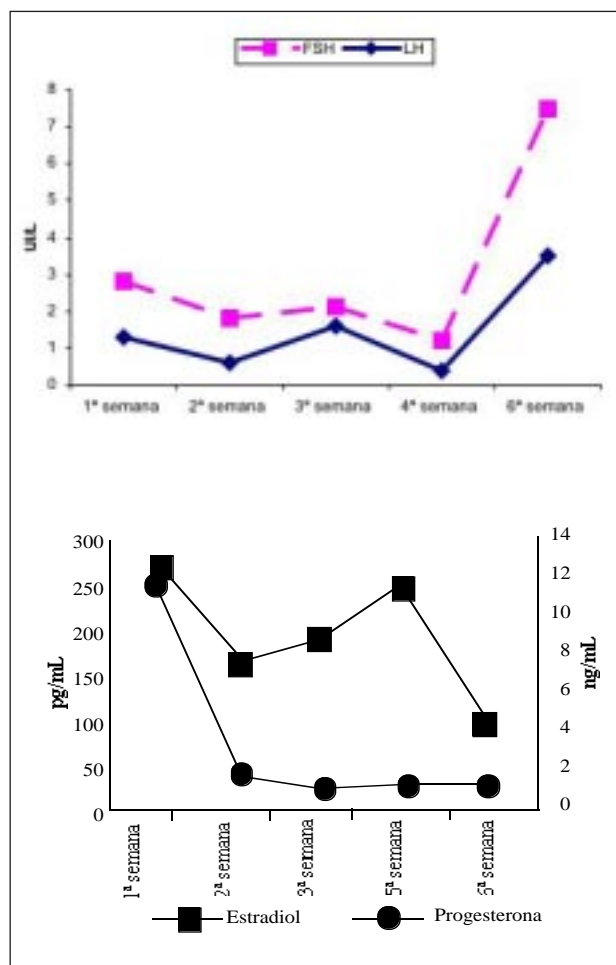 FSH LH
8
7
6
5
4
3
2
1
0
UI/L
1ª semana 2ª semana 3ª semana 4ª semana 6ª semana
300 14
250 12
200 10
150 8
100 6
50 4
0 2
0
pg/mL
ng/mL
1ª semana
2ª semana
3ª semana
5ª semana
6ª semana
Estradiol Progesterona